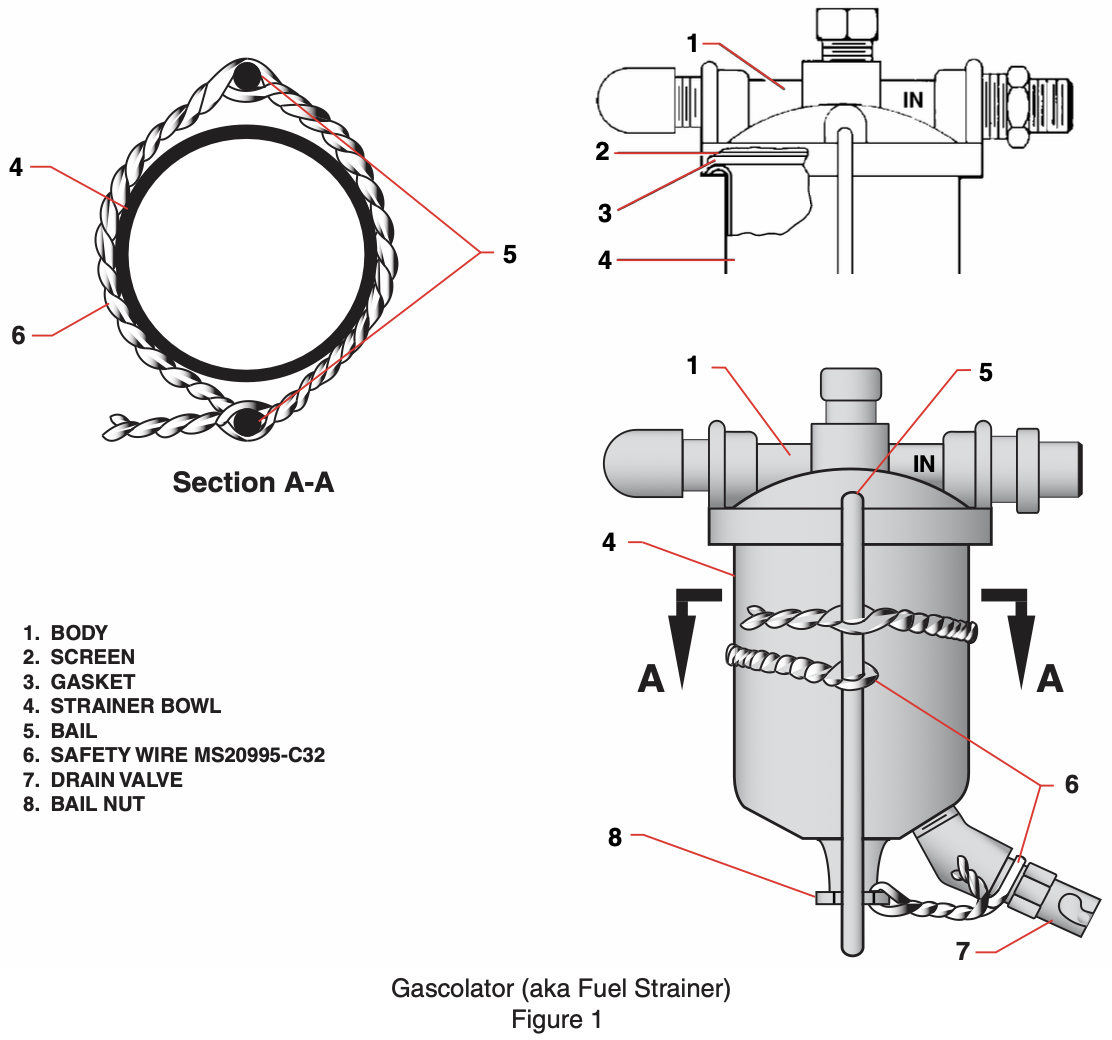 4
5
6
Section A-A
1
IN
2
3
4
1
5
IN
4
A
A
6
8
7
1. BODY
2. SCREEN
3. GASKET
4. STRAINER BOWL
5. BAIL
6. SAFETY WIRE MS20995-C32
7. DRAIN VALVE
8. BAIL NUT
Gascolator (aka Fuel Strainer)
Figure 1